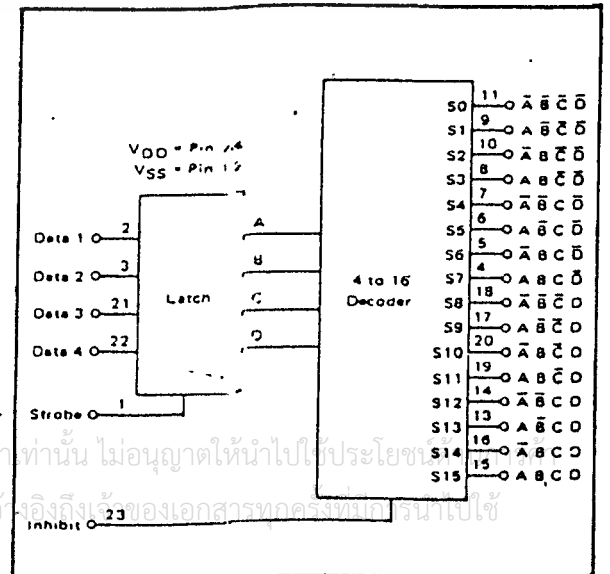 VDD = Pin 24
VSS = Pin 12
Data 1
2
Data 2
3
Data 3
21
Data 4
22
Strobe
1
Latch
A
B
C
D
4 to 16
Decoder
S0 11 Ā B̄ C̄ D̄
S1 9 A B̄ C̄ D̄
S2 10 Ā B C̄ D̄
S3 8 A B C̄ D̄
S4 7 Ā B̄ C D̄
S5 6 A B̄ C D̄
S6 5 Ā B C D̄
S7 4 A B C D̄
S8 18 Ā B̄ C̄ D
S9 17 A B̄ C̄ D
S10 20 Ā B C̄ D
S11 19 A B C̄ D
S12 14 Ā B̄ C D
S13 13 A B̄ C D
S14 16 Ā B C D
S15 15 A B C D
Inhibit 23
เท่านั้น ไม่อนุญาตให้นำไปใช้ประโยชน์
อ้างอิงถึงเจ้าของเอกสารทุกครั้งที่มีการนำไปใช้